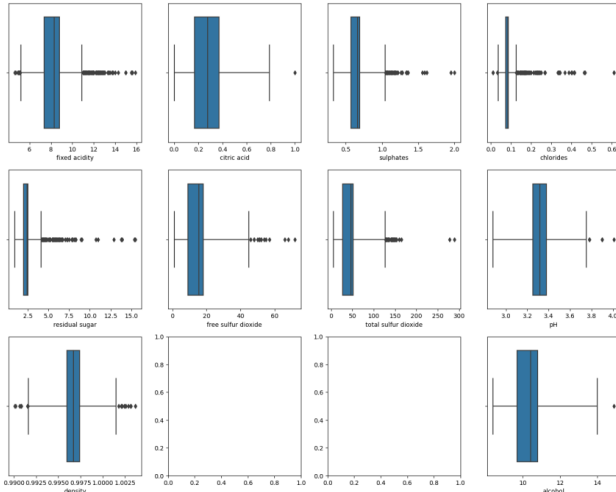 6 8 10 12 14 16
fixed acidity
0.0 0.2 0.4 0.6 0.8 1.0
citric acid
0.5 1.0 1.5 2.0
sulphates
0.0 0.1 0.2 0.3 0.4 0.5 0.6
chlorides
2.5 5.0 7.5 10.0 12.5 15.0
residual sugar
0 20 40 60
free sulfur dioxide
0 50 100 150 200 250 300
total sulfur dioxide
3.0 3.2 3.4 3.6 3.8 4.0
pH
0.9900 0.9925 0.9950 0.9975 1.0000 1.0025
density
1.0
0.8
0.6
0.4
0.2
0.0
0.0 0.2 0.4 0.6 0.8 1.0
1.0
0.8
0.6
0.4
0.2
0.0
0.0 0.2 0.4 0.6 0.8 1.0
10 12 14
alcohol